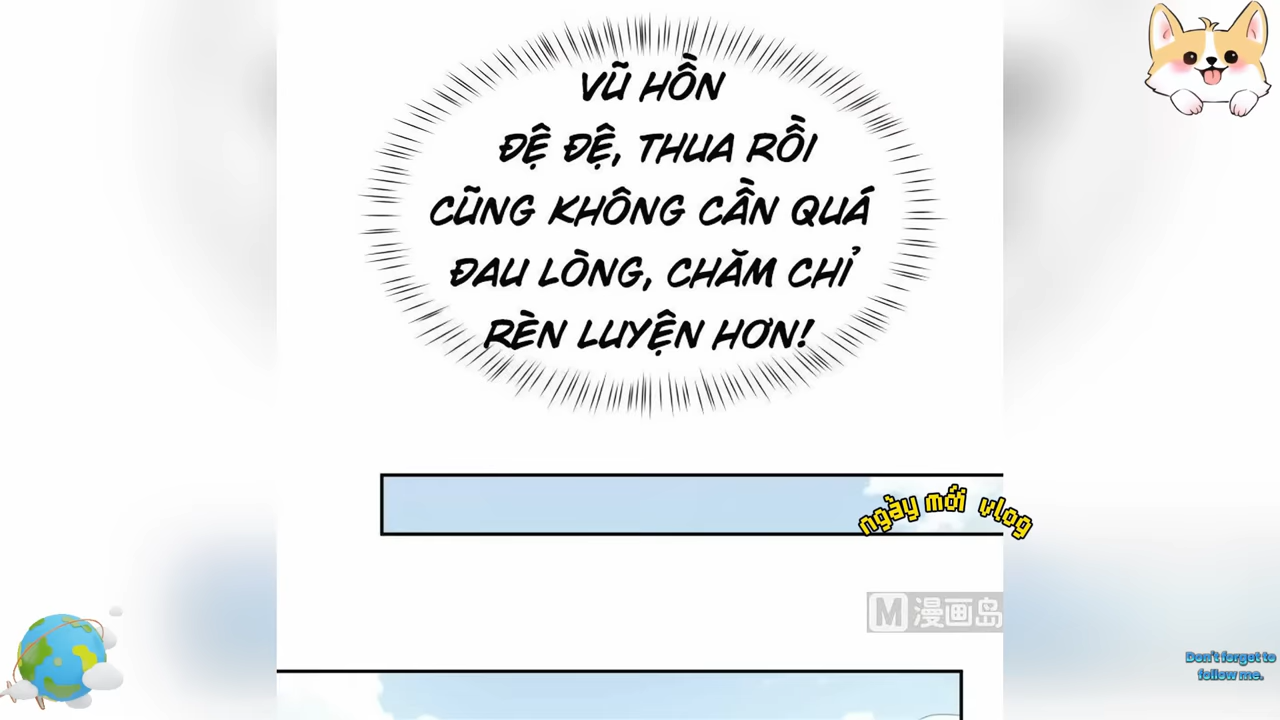 VŨ HỒN
ĐỆ ĐỆ, THUA RỒI
CŨNG KHÔNG CẦN QUÁ
ĐAU LÒNG, CHĂM CHỈ
RÈN LUYỆN HƠN!
ngày mới vlog
M漫画岛
Don't forget to
follow me.